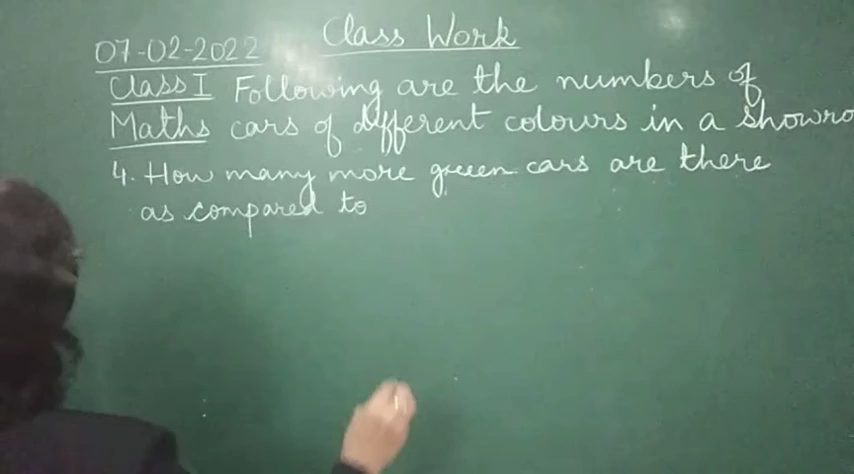 07-02-2022 Class Work
Class I Following are the numbers of
Maths cars of different colours in a showro
4. How many more green cars are there
as compared to